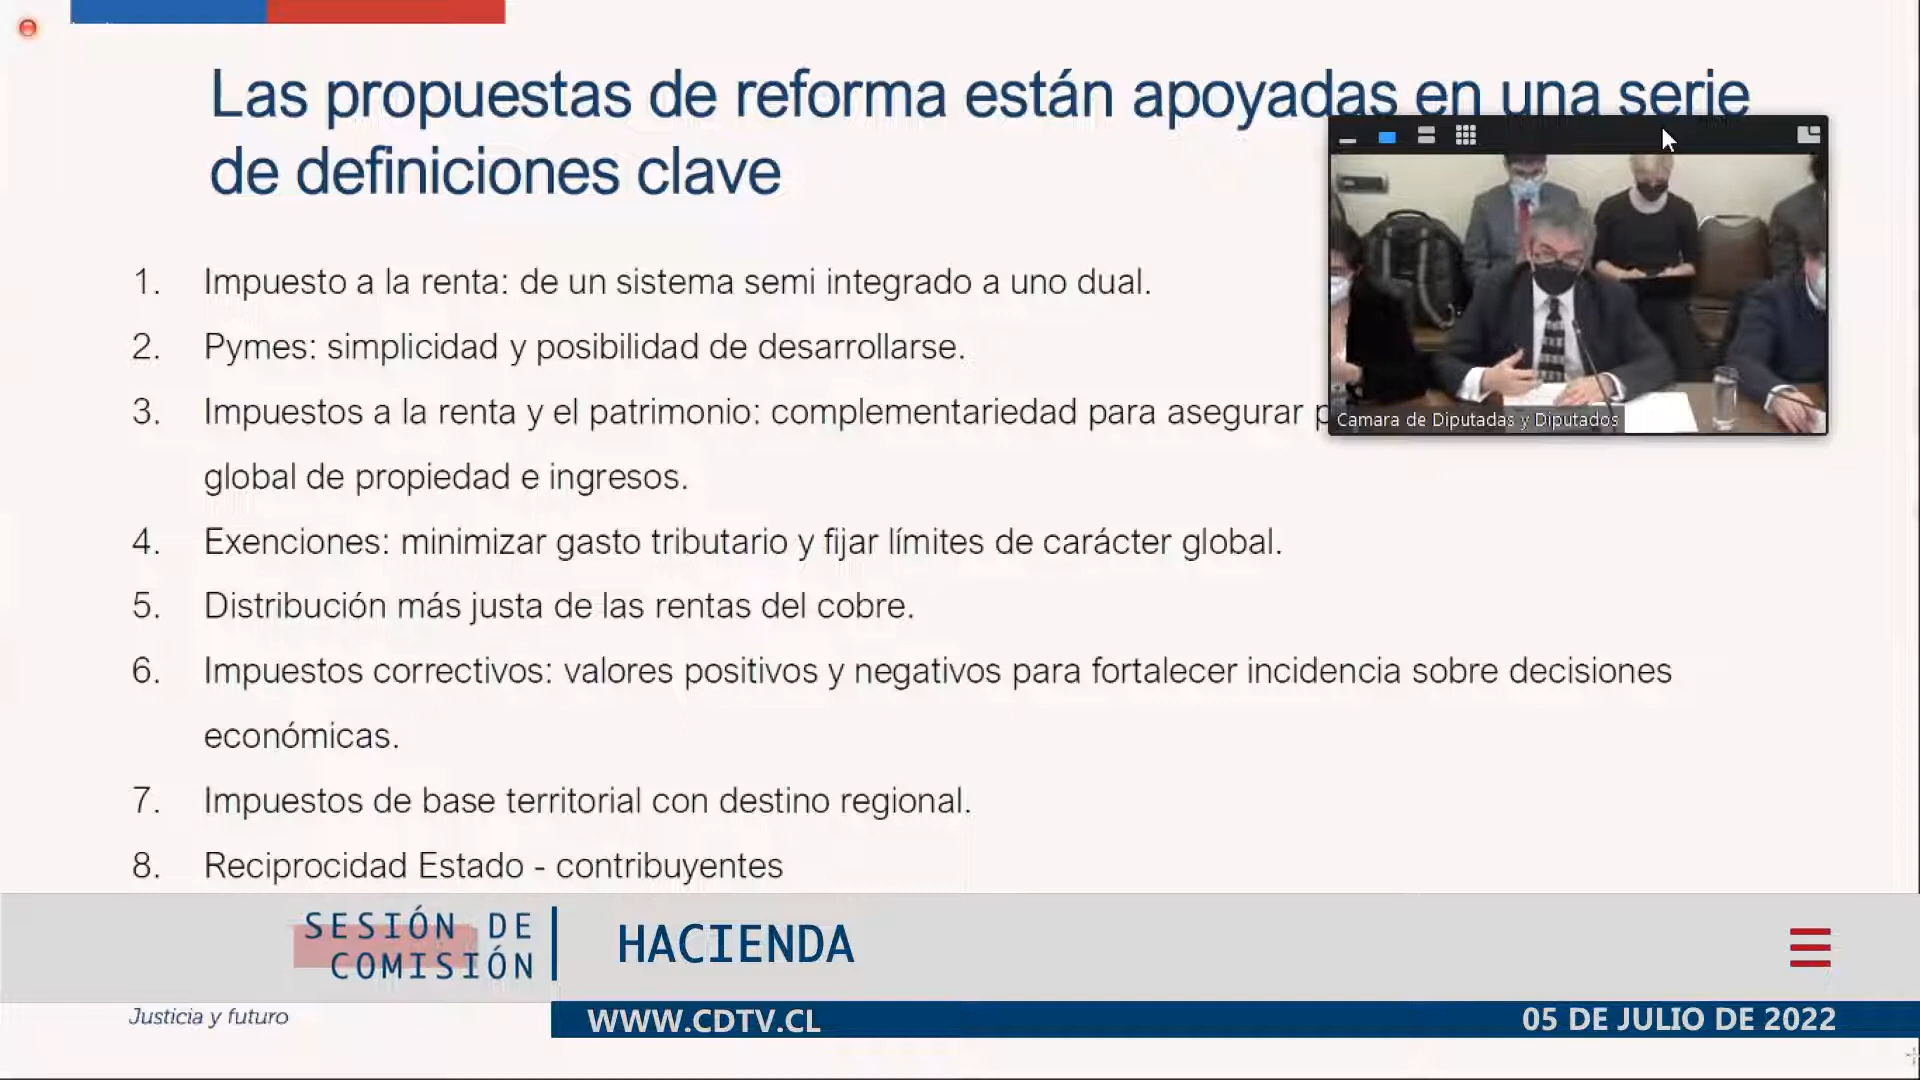 Las propuestas de reforma están apoyadas en una serie
de definiciones clave
1. Impuesto a la renta: de un sistema semi integrado a uno dual.
2. Pymes: simplicidad y posibilidad de desarrollarse.
3. Impuestos a la renta y el patrimonio: complementariedad para asegurar
global de propiedad e ingresos.
4. Exenciones: minimizar gasto tributario y fijar límites de carácter global.
5. Distribución más justa de las rentas del cobre.
6. Impuestos correctivos: valores positivos y negativos para fortalecer incidencia sobre decisiones
económicas.
7. Impuestos de base territorial con destino regional.
8. Reciprocidad Estado - contribuyentes
Camara de Diputadas y Diputados
SESIÓN DE
COMISIÓN
HACIENDA
Justicia y futuro
WWW.CDTV.CL
05 DE JULIO DE 2022